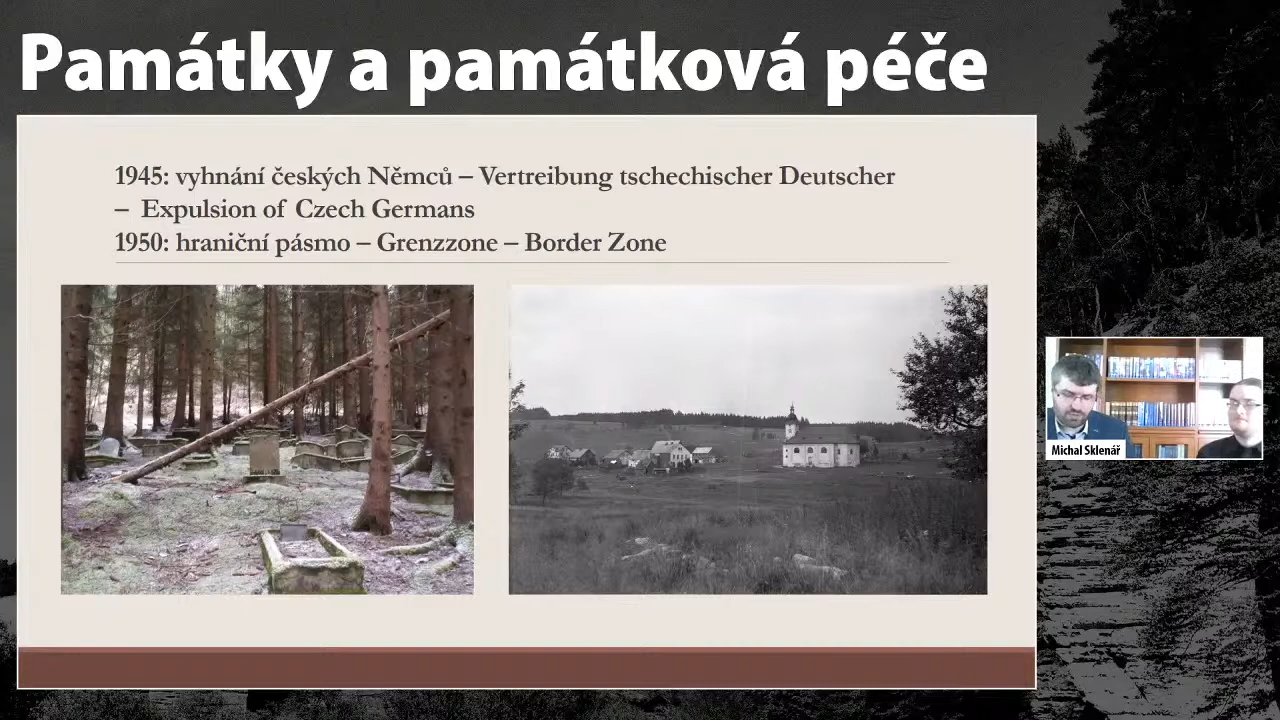 Památky a památková péče
1945: vyhnání českých Němců – Vertreibung tschechischer Deutscher
– Expulsion of Czech Germans
1950: hraniční pásmo – Grenzzone – Border Zone
Michal Sklenář